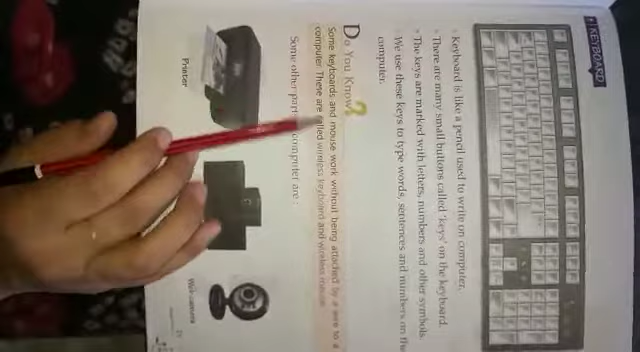 KEYBOARD
Keyboard is like a pencil used to write on computer.
There are many small buttons called 'keys' on the keyboard.
The keys are marked with letters, numbers and other symbols.
We use these keys to type words, sentences and numbers on the
computer.
Do You Know?
Some keyboards and mouse work without being attached by a wire to a
computer. These are called wireless keyboard and wireless mouse.
Some other part computer are :
Printer
Speaker
Web camera
21